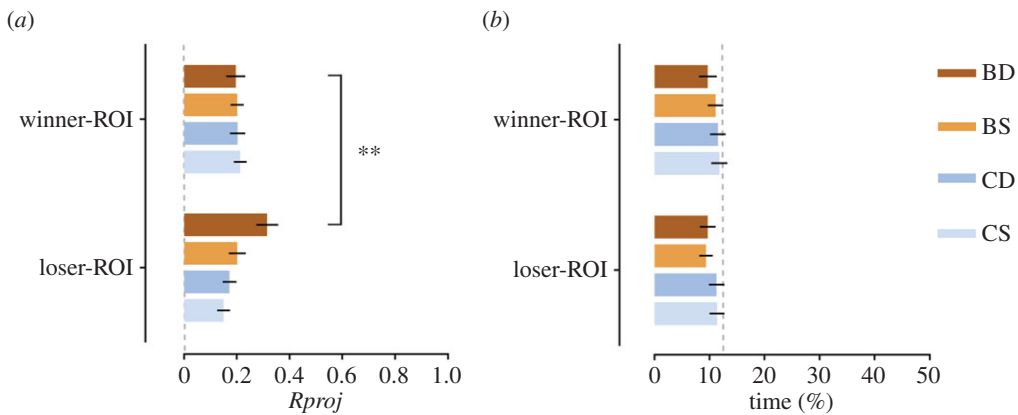 (a)
winner-ROI
loser-ROI
**
0 0.2 0.4 0.6 0.8 1.0
Rproj
(b)
winner-ROI
loser-ROI
0 10 20 30 40 50
time (%)
BD
BS
CD
CS